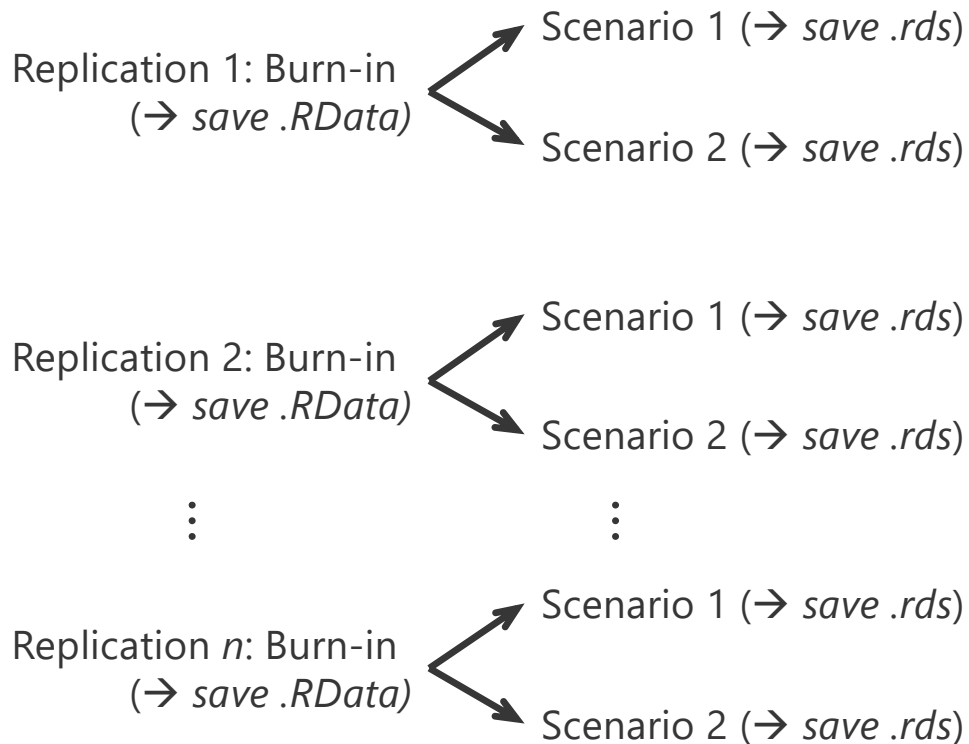 Scenario 1 (→ save .rds)
Replication 1: Burn-in
(→ save .RData)
Scenario 2 (→ save .rds)
Scenario 1 (→ save .rds)
Replication 2: Burn-in
(→ save .RData)
Scenario 2 (→ save .rds)
⋮ ⋮
Scenario 1 (→ save .rds)
Replication n: Burn-in
(→ save .RData)
Scenario 2 (→ save .rds)